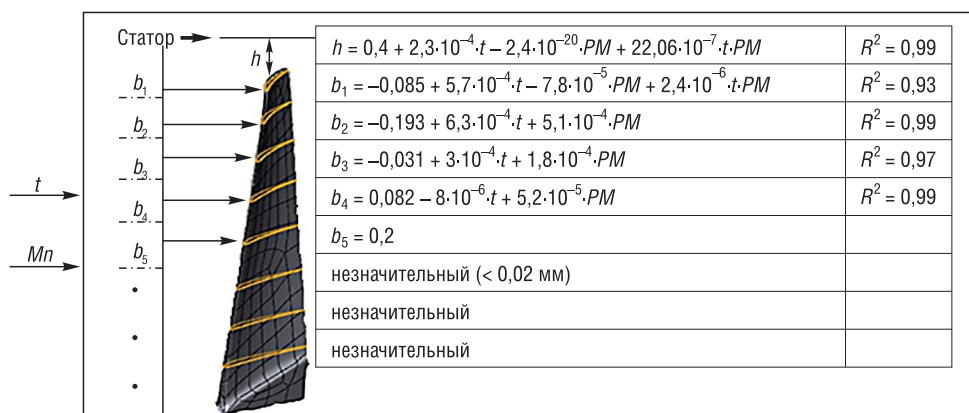 Статор
h
h = 0,4 + 2,3·10⁻⁴·t – 2,4·10⁻²⁰·PM + 22,06·10⁻⁷·t·PM R² = 0,99
b₁ b₁ = –0,085 + 5,7·10⁻⁴·t – 7,8·10⁻⁵·PM + 2,4·10⁻⁶·t·PM R² = 0,93
b₂ b₂ = –0,193 + 6,3·10⁻⁴·t + 5,1·10⁻⁴·PM R² = 0,99
b₃ b₃ = –0,031 + 3·10⁻⁴·t + 1,8·10⁻⁴·PM R² = 0,97
t
b₄ b₄ = 0,082 – 8·10⁻⁶·t + 5,2·10⁻⁵·PM R² = 0,99
Mn
b₅ b₅ = 0,2
незначительный (< 0,02 мм)
незначительный
незначительный